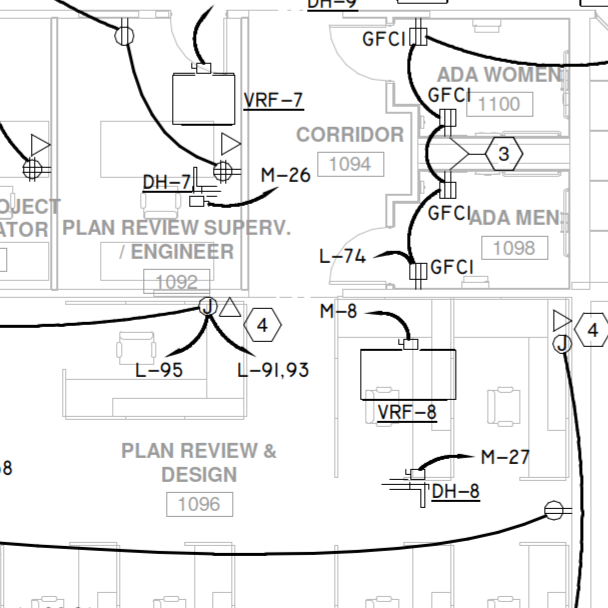 DH-9
GFCI
ADA WOMEN
1100
GFCI
VRF-7
CORRIDOR
1094
3
DH-7
M-26
OJECT
ATOR
PLAN REVIEW SUPERV.
/ ENGINEER
1092
GFCI
ADA MEN
1098
L-74
GFCI
J
4
M-8
L-95
L-91,93
J
4
VRF-8
PLAN REVIEW &
DESIGN
1096
M-27
DH-8
8